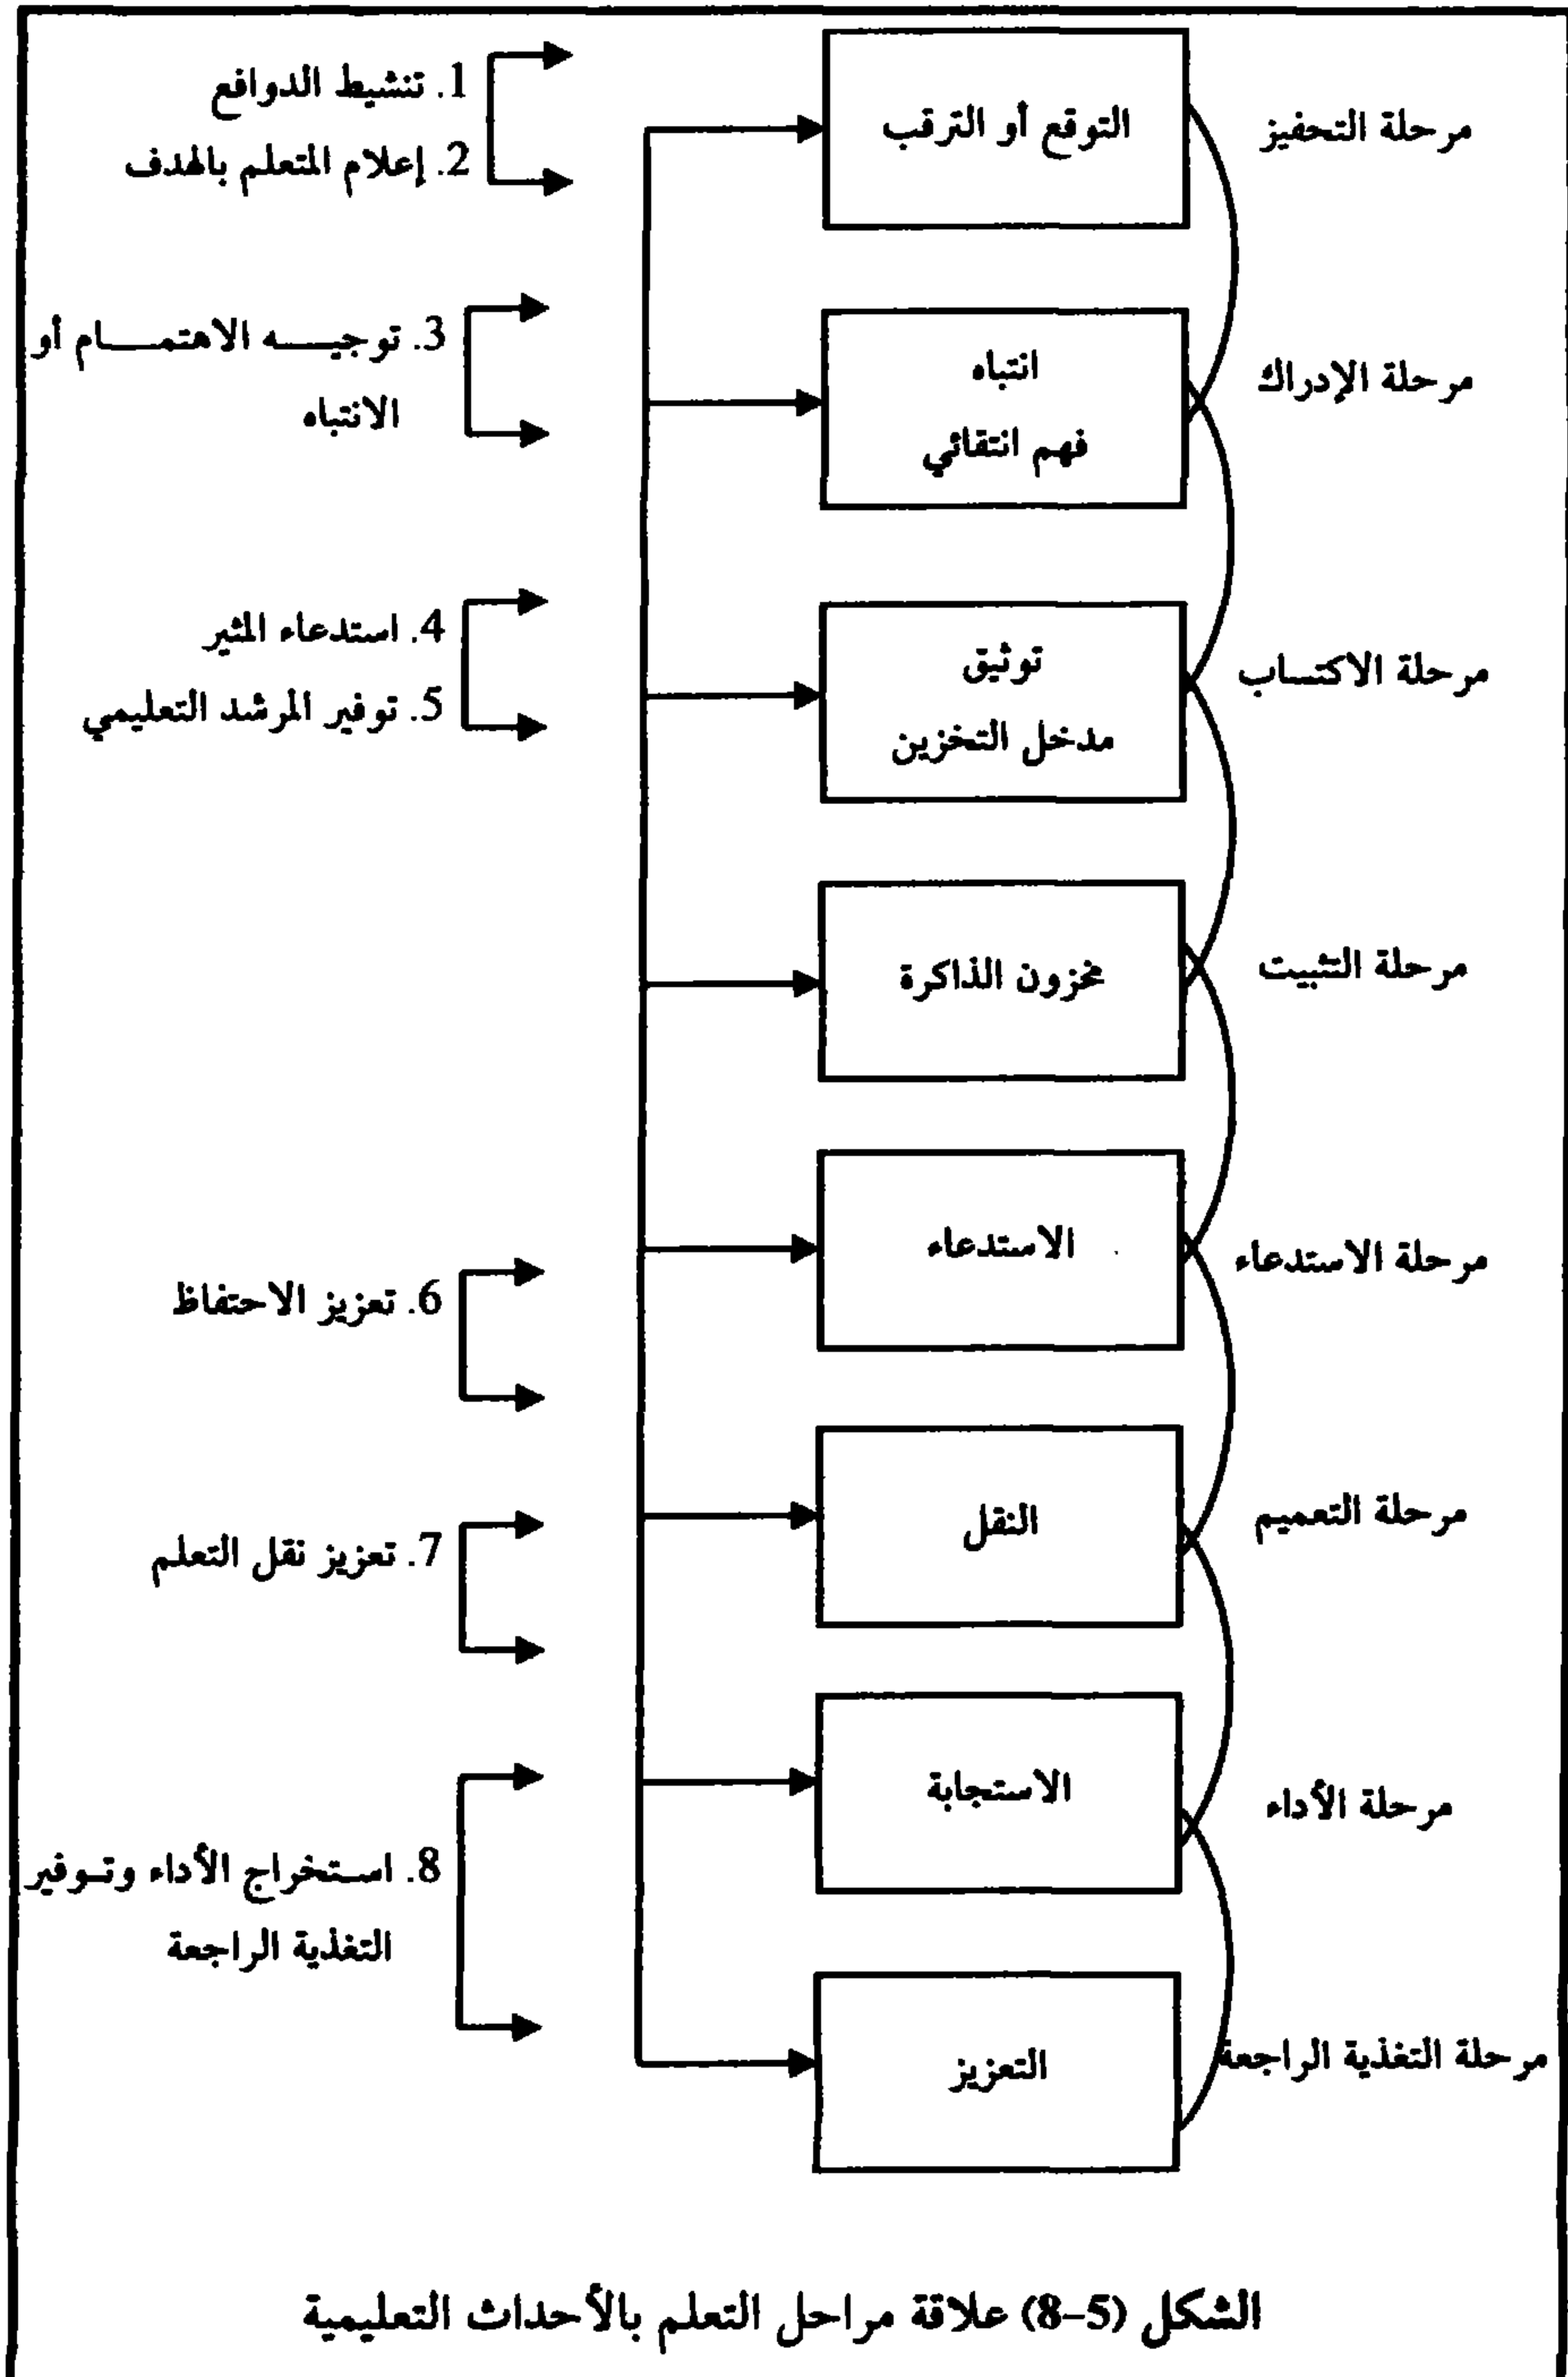 مرحلة التحفيز
التوقع أو الترقب
1. تنشيط الدوافع
2. إعلام المتعلم بالهدف
مرحلة الإدراك
انتباه
فهم انتقائي
3. توجيـــــه الاهتمـــــام أو
الانتباه
مرحلة الاكتساب
توثيق
مدخل التخزين
4. استدعاء المثير
5. توفير المرشد التعليمي
مرحلة التثبيت
مخزون الذاكرة
مرحلة الاستدعاء
الاستدعاء
6. تعزيز الاحتفاظ
مرحلة التعميم
النقل
7. تعزيز نقل التعلم
مرحلة الأداء
الاستجابة
8. استخراج الأداء وتـوفير
التغذية الراجعة
مرحلة التغذية الراجعة
التعزيز
الشكل (5–8) علاقة مراحل التعلم بالأحداث التعليمية